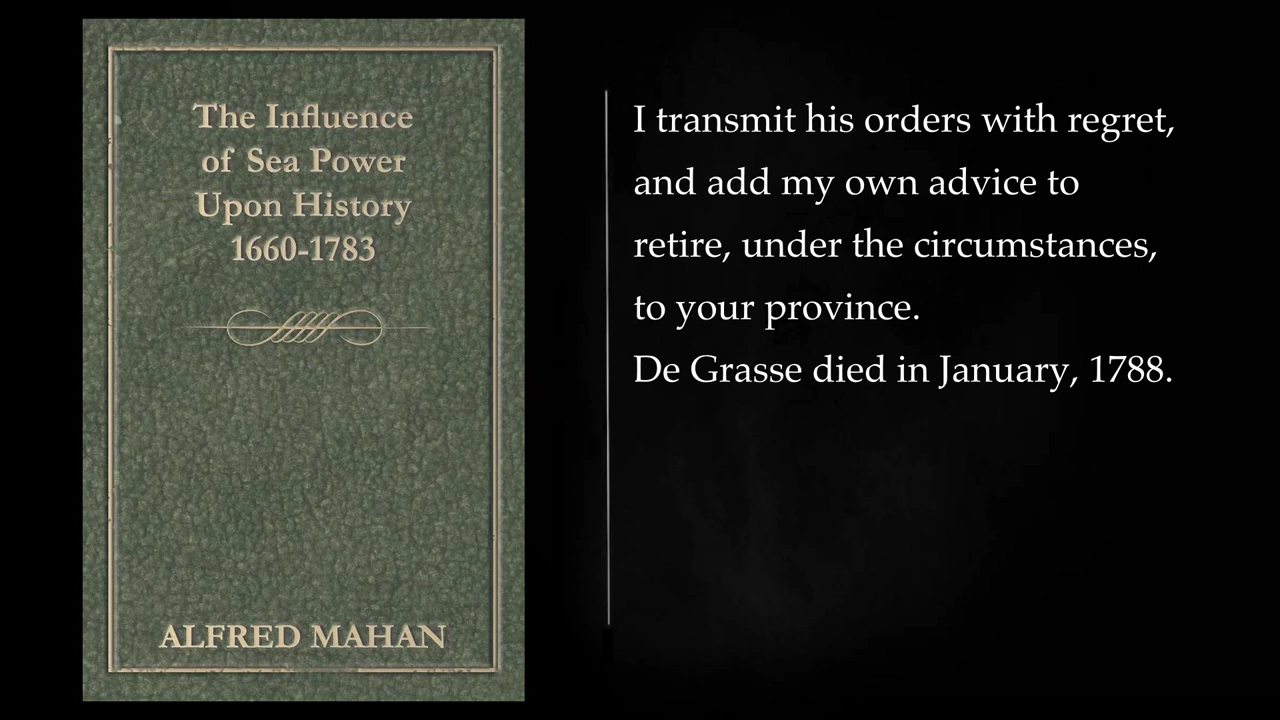 The Influence
of Sea Power
Upon History
1660-1783
ALFRED MAHAN
I transmit his orders with regret,
and add my own advice to
retire, under the circumstances,
to your province.
De Grasse died in January, 1788.